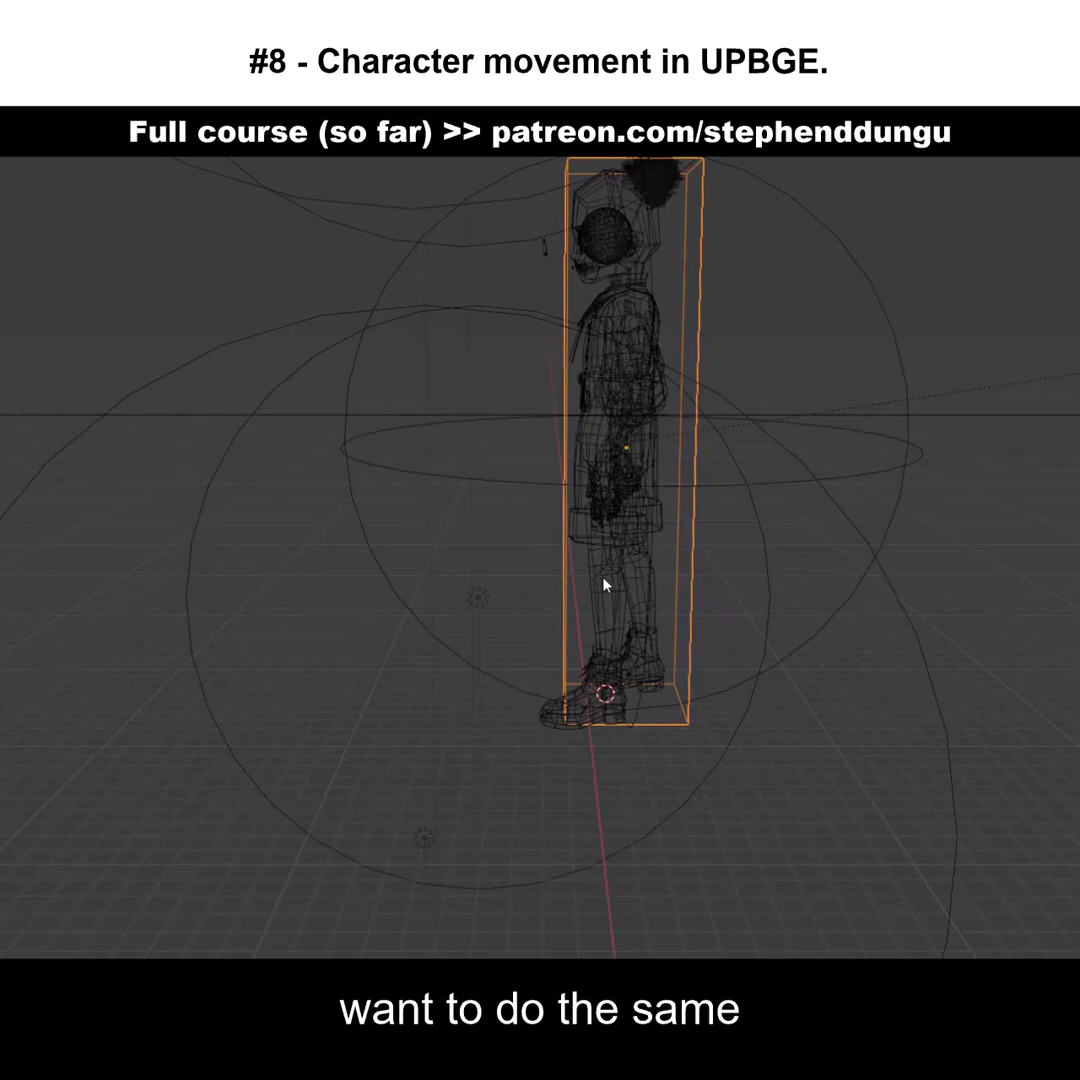 #8 - Character movement in UPBGE.
Full course (so far) >> patreon.com/stephenddungu
want to do the same